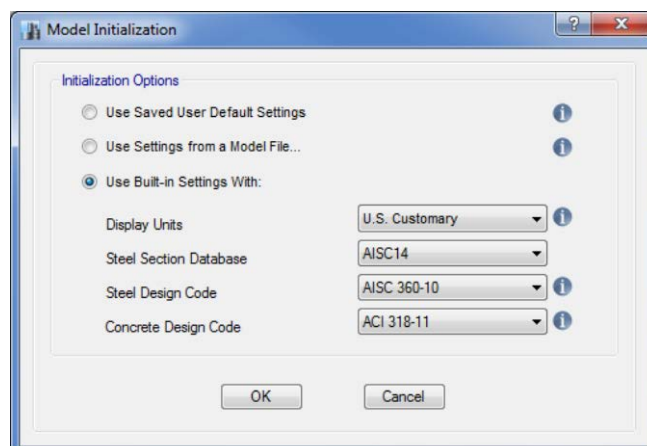 Model Initialization
Initialization Options
Use Saved User Default Settings
Use Settings from a Model File...
Use Built-in Settings With:
Display Units U.S. Customary
Steel Section Database AISC14
Steel Design Code AISC 360-10
Concrete Design Code ACI 318-11
OK Cancel